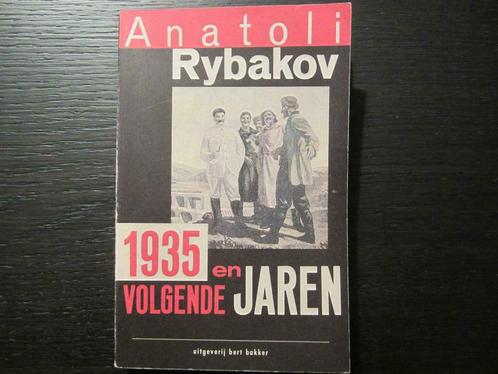 Anatoli
Rybakov
1935 en
VOLGENDE JAREN
uitgeverij bert bakker